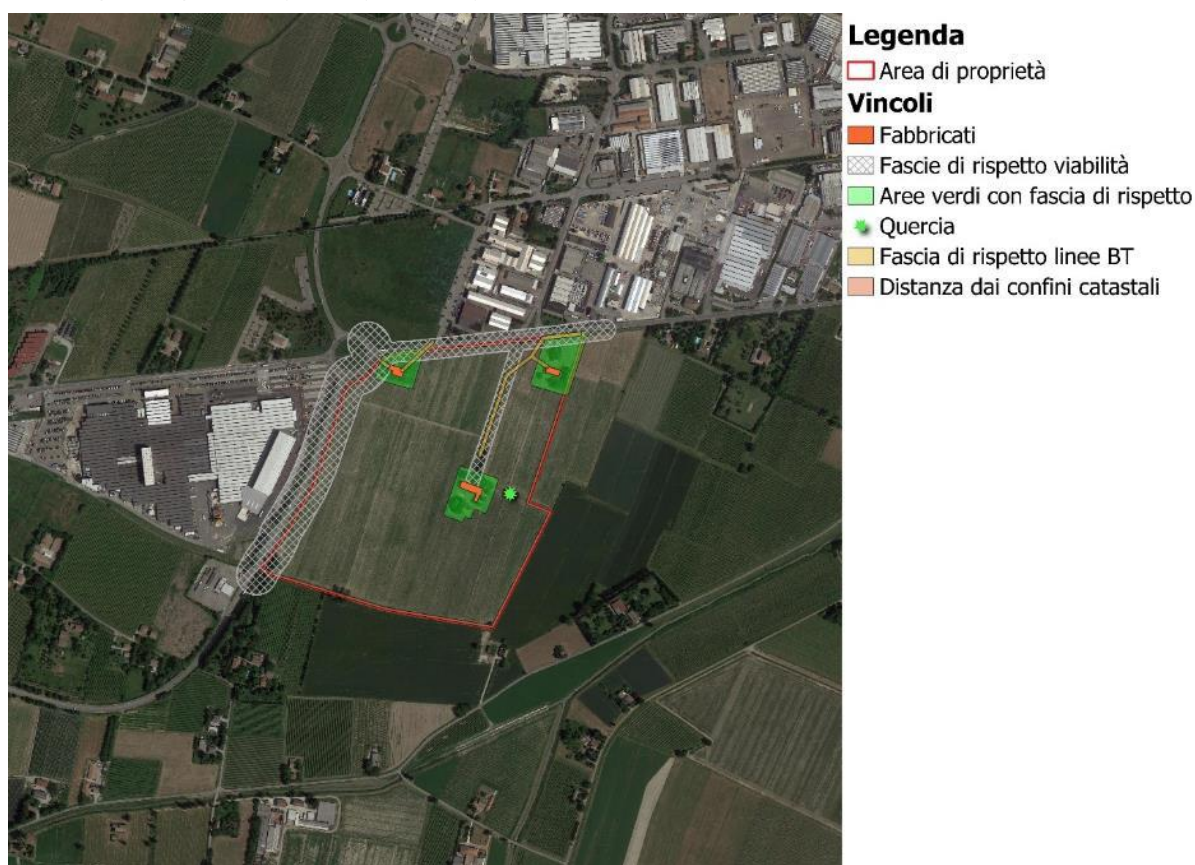 Legenda
Area di proprietà
Vincoli
Fabbricati
Fascie di rispetto viabilità
Aree verdi con fascia di rispetto
Quercia
Fascia di rispetto linee BT
Distanza dai confini catastali